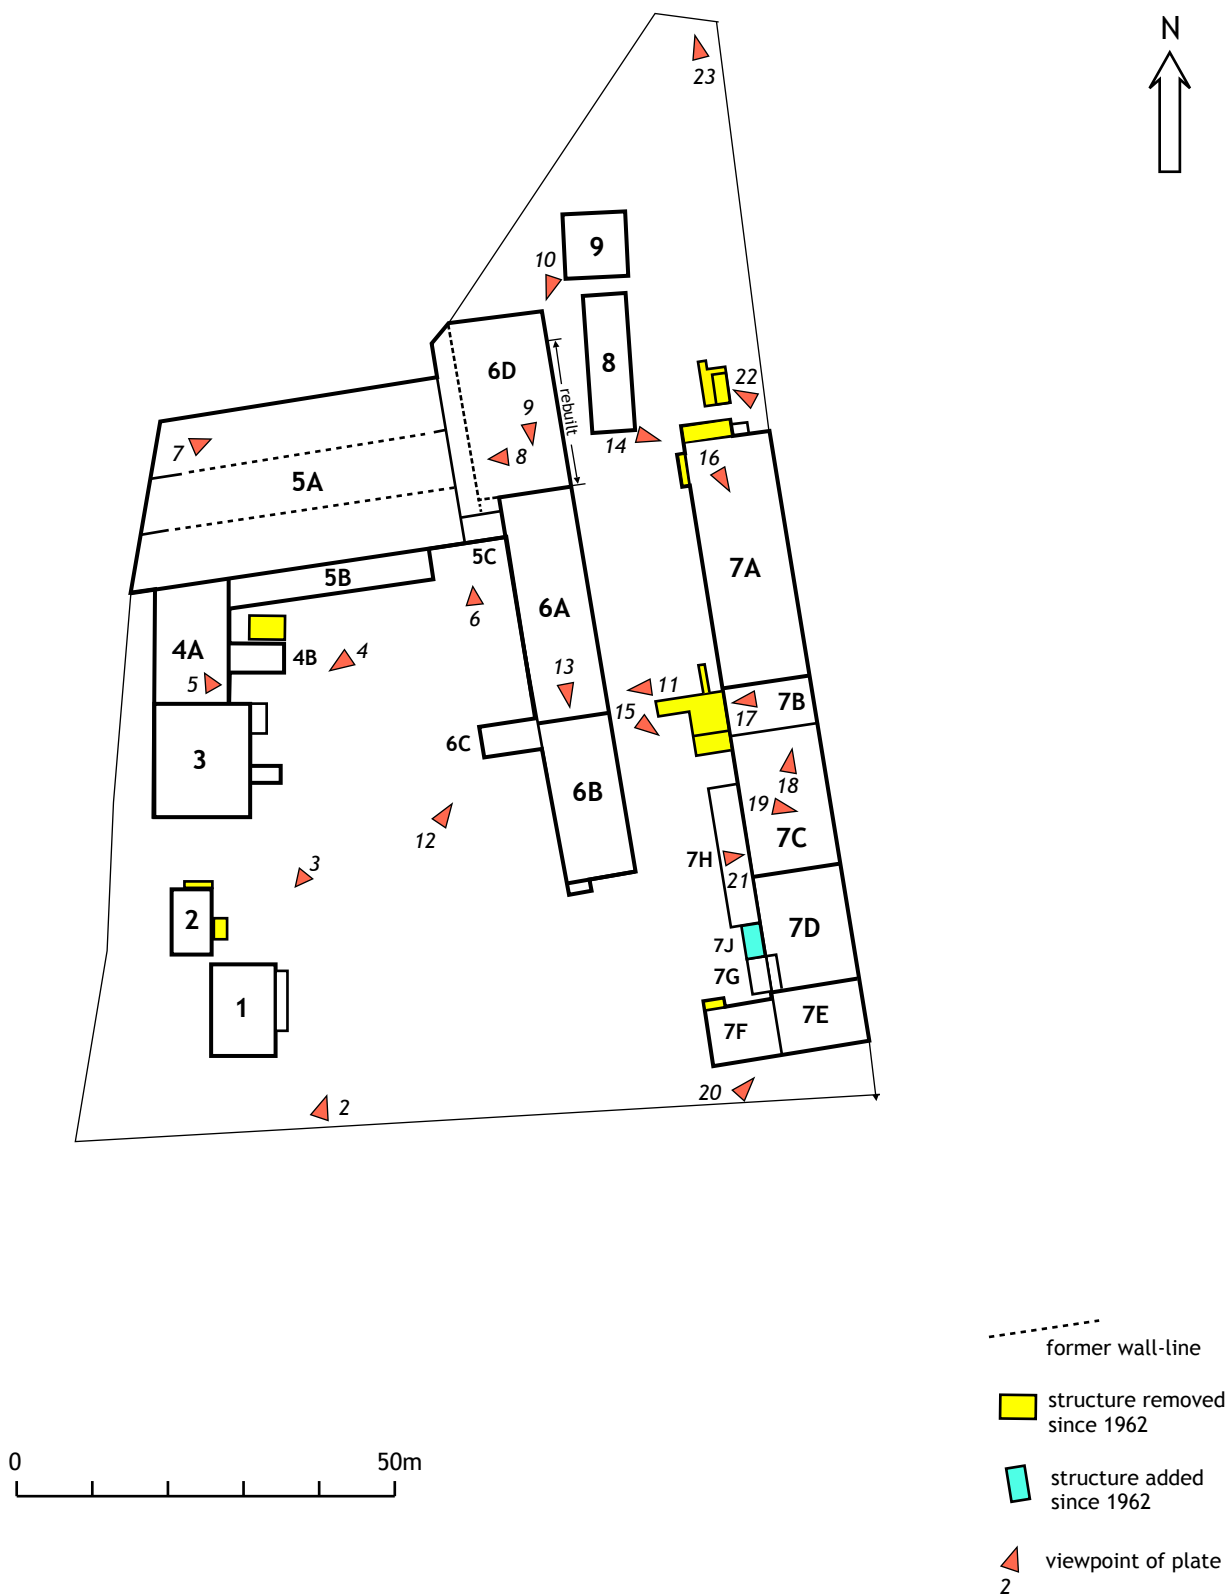 N
23
9
10
6D
8
rebuilt
22
9
14
7
8
16
5A
5C
7A
5B
6
6A
4A
4B
4
5
13
11
15
17
7B
6C
3
18
6B
19
12
7C
7H
21
3
2
7D
7J
7G
1
7E
7F
20
2
former wall-line
structure removed
since 1962
structure added
since 1962
viewpoint of plate
2
0
50m